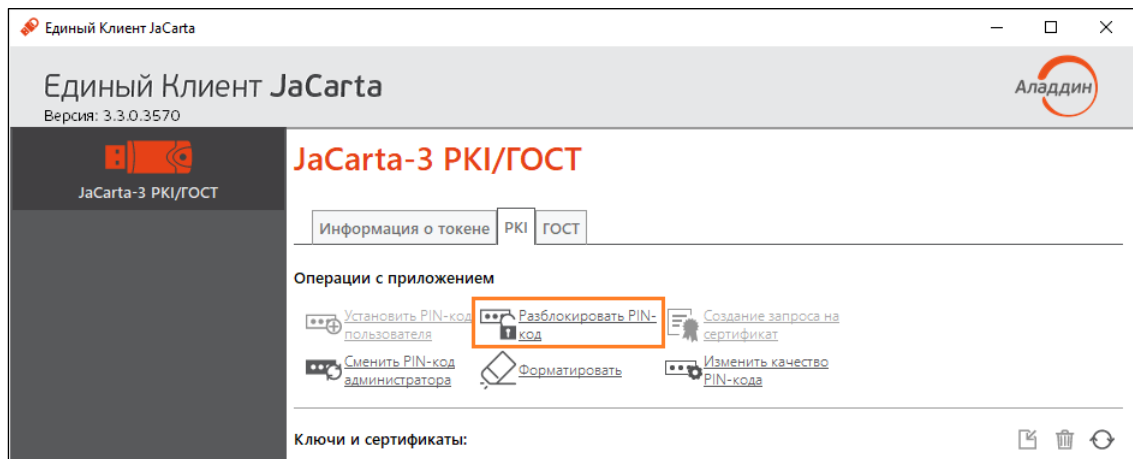 Единый Клиент JaCarta
Единый Клиент JaCarta
Версия: 3.3.0.3570
Аладдин
JaCarta-3 PKI/ГОСТ
JaCarta-3 PKI/ГОСТ
Информация о токене PKI ГОСТ
Операции с приложением
Установить PIN-код
пользователя
Разблокировать PIN-
код
Создание запроса на
сертификат
Сменить PIN-код
администратора
Форматировать
Изменить качество
PIN-кода
Ключи и сертификаты: